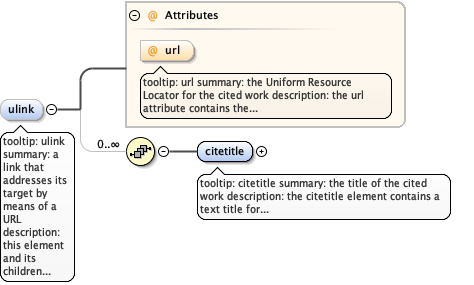 @ Attributes
@ url
tooltip: url summary: the Uniform Resource
Locator for the cited work description: the url
attribute contains the...
ulink
tooltip: ulink
summary: a
link that
addresses its
target by
means of a
URL
description:
this element
and its
children...
0..∞
citetitle
tooltip: citetitle summary: the title of the cited
work description: the citetitle element contains a
text title for...